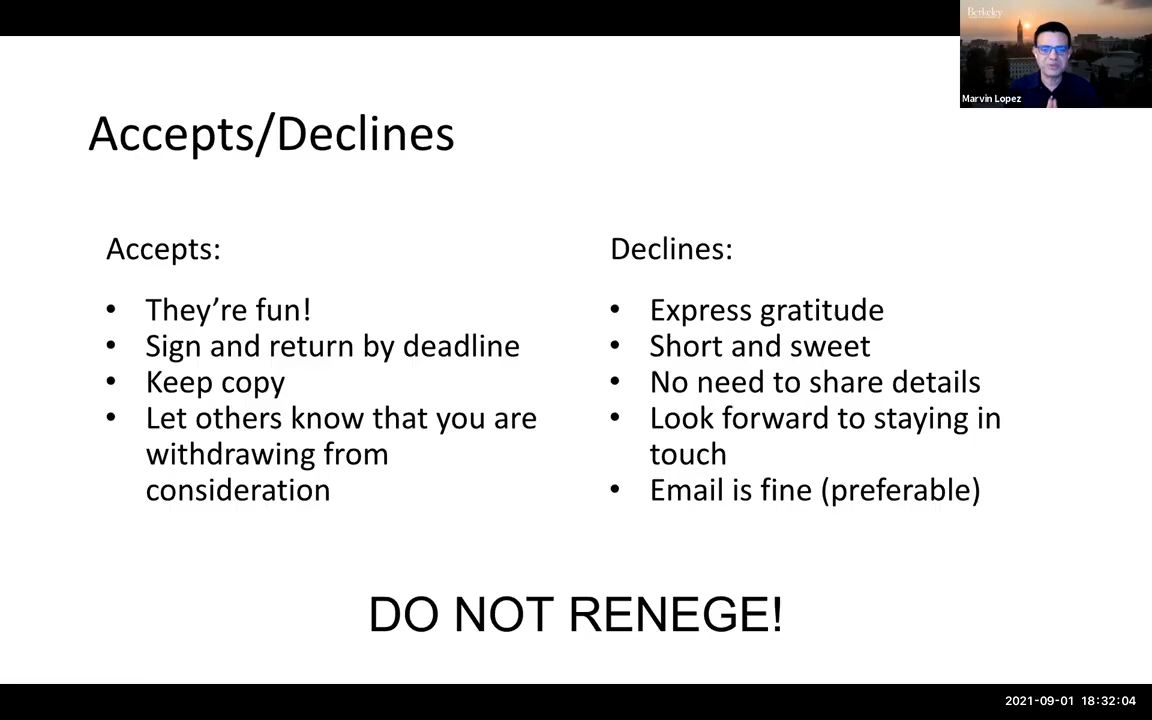 Berkeley
Marvin Lopez
Accepts/Declines
Accepts:
• They’re fun!
• Sign and return by deadline
• Keep copy
• Let others know that you are
withdrawing from
consideration
Declines:
• Express gratitude
• Short and sweet
• No need to share details
• Look forward to staying in
touch
• Email is fine (preferable)
DO NOT RENEGE!
2021-09-01 18:32:04